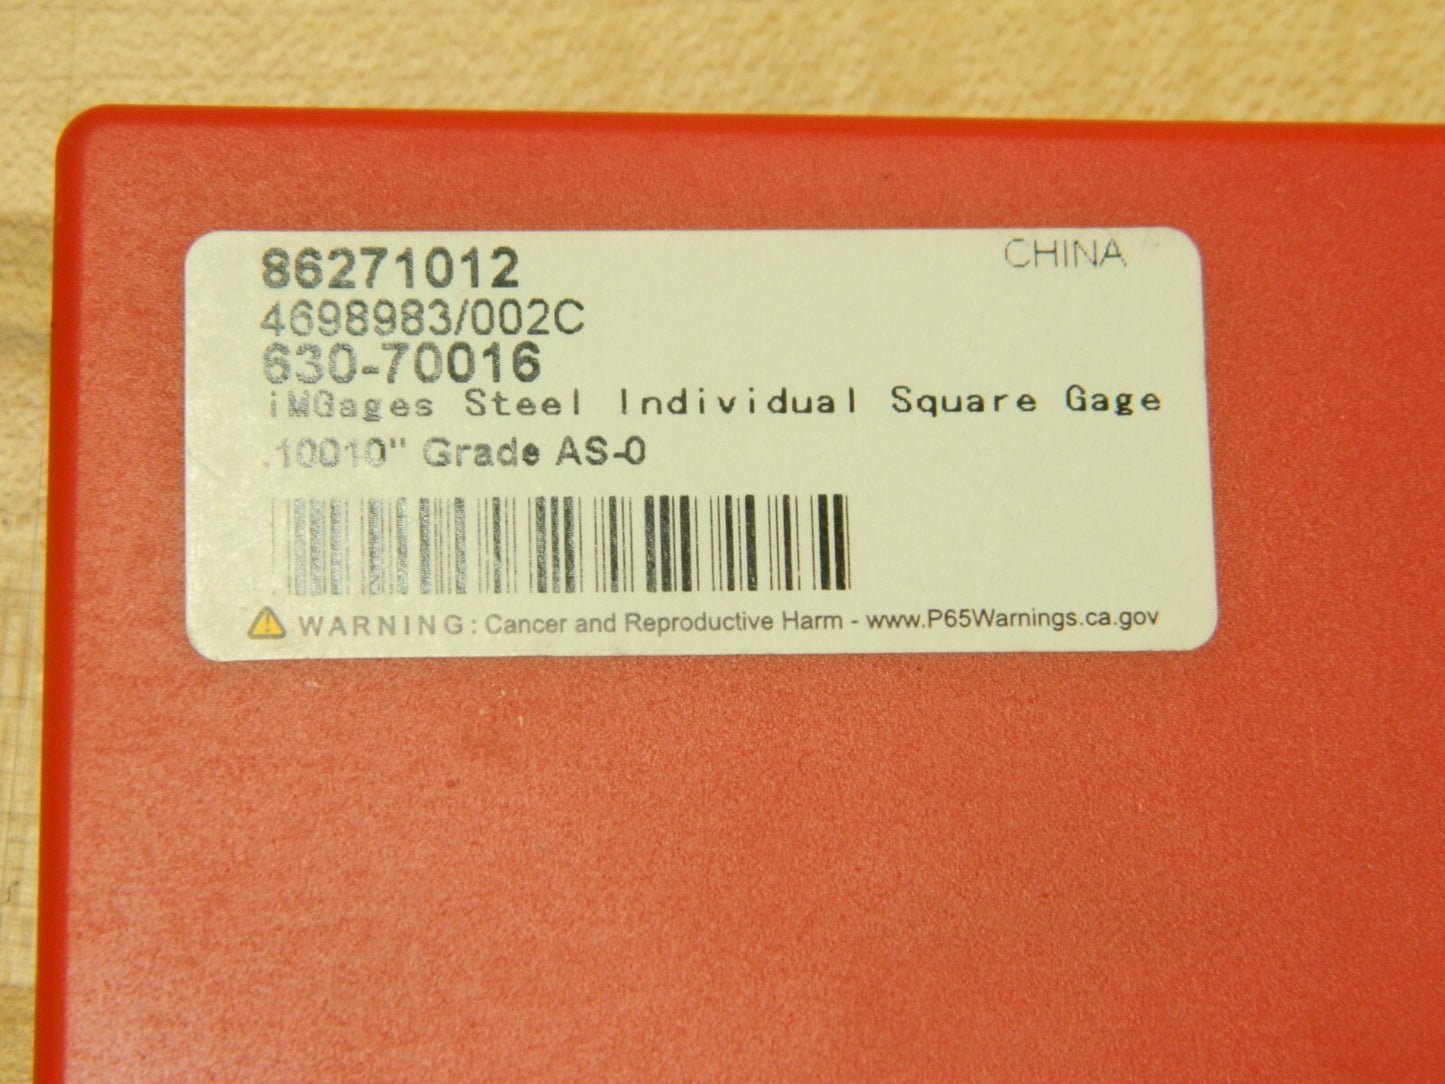 86271012 CHINA
4698983/002C
630-70016
iMGages Steel Individual Square Gage
.10010" Grade AS-0
WARNING: Cancer and Reproductive Harm - www.P65Warnings.ca.gov